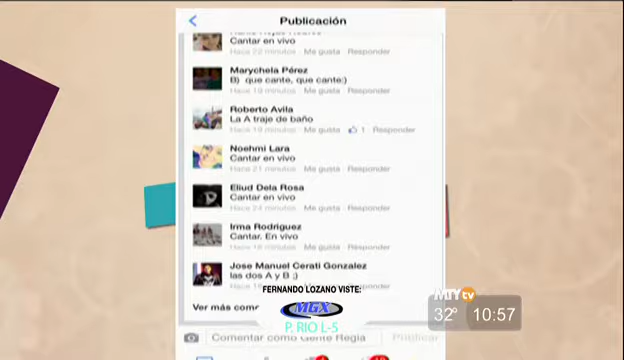 Publicación
Cantar en vivo
Hace 22 minutos · Me gusta · Responder
Marychela Pérez
B) que cante, que cante:)
Hace 19 minutos · Me gusta · Responder
Roberto Avila
La A traje de baño
Hace 19 minutos · Me gusta · 1 · Responder
Noehmi Lara
Cantar en vivo
Hace 21 minutos · Me gusta · Responder
Eliud Dela Rosa
Cantar en vivo
Hace 24 minutos · Me gusta · Responder
Irma Rodriguez
Cantar. En vivo
Hace 16 minutos · Me gusta · Responder
Jose Manuel Cerati Gonzalez
las dos A y B ;)
FERNANDO LOZANO VISTE:
Ver más come
MGX
P. RIO L-5
MTY tv
32° 10:57
Comentar como Gente Regia
Publicar